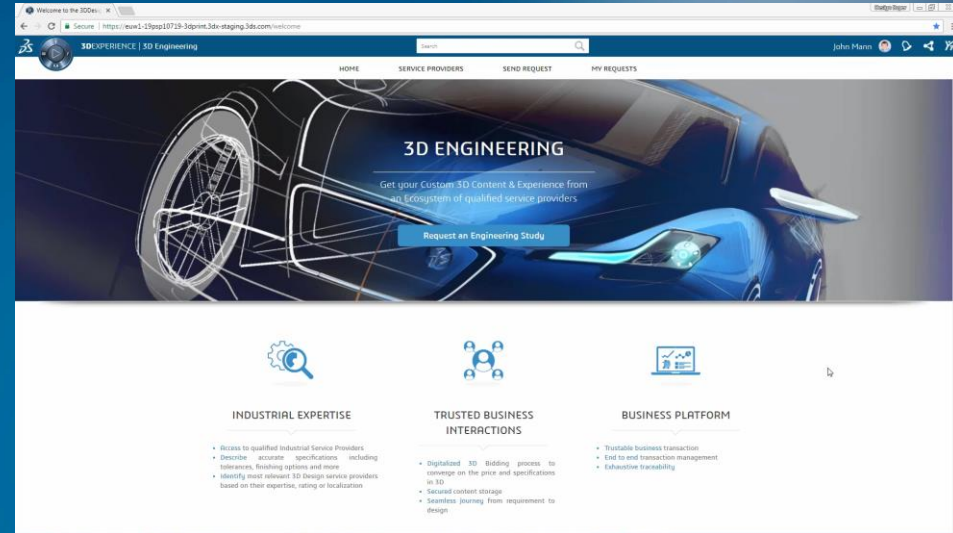 Welcome to the 3DDesi
Secure | https://euw1-19psp10719-3dprint.3dx-staging.3ds.com/welcome
3DEXPERIENCE | 3D Engineering
Search
John Mann
HOME SERVICE PROVIDERS SEND REQUEST MY REQUESTS
3D ENGINEERING
Get your Custom 3D Content & Experience from
an Ecosystem of qualified service providers
Request an Engineering Study
INDUSTRIAL EXPERTISE
• Access to qualified Industrial Service Providers
• Describe accurate specifications including
tolerances, finishing options and more
• Identify most relevant 3D Design service providers
based on their expertise, rating or localization
TRUSTED BUSINESS
INTERACTIONS
• Digitalized 3D Bidding process to
converge on the price and specifications
in 3D
• Secured content storage
• Seamless journey from requirement to
design
BUSINESS PLATFORM
• Trustable business transaction
• End to end transaction management
• Exhaustive traceability